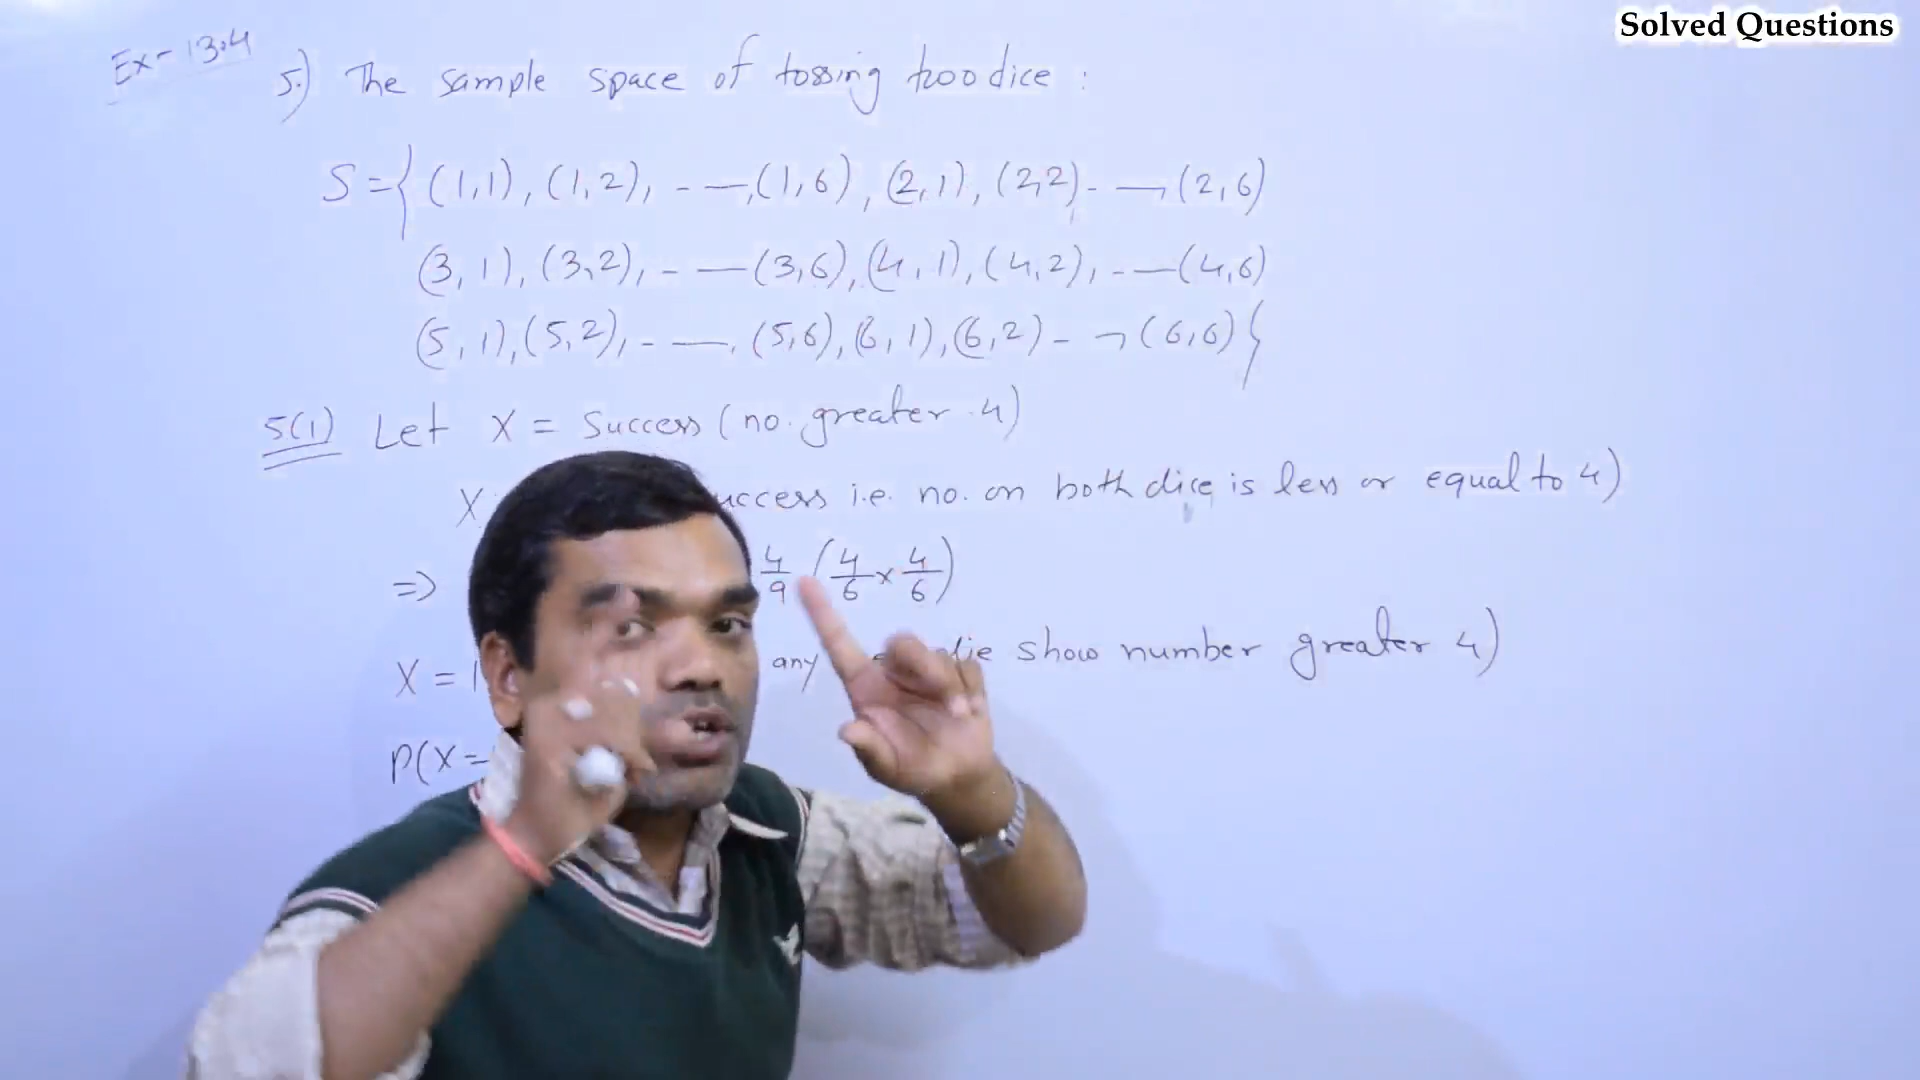 Solved Questions
Ex- 13.4
5.) The sample space of tossing two dice :
S = { (1,1), (1,2), - —,(1,6), (2,1), (2,2)- —, (2,6)
(3,1), (3,2), - —(3,6), (4,1), (4,2), - —(4,6)
(5,1), (5,2), - —, (5,6), (6,1), (6,2) - ¬ (6,6) }
5(1) Let X = Success (no. greater 4)
X uccess i.e. no. on both dice is less or equal to 4)
=> 4/9 (4/6 x 4/6)
X = 1 any die show number greater 4)
P(X =